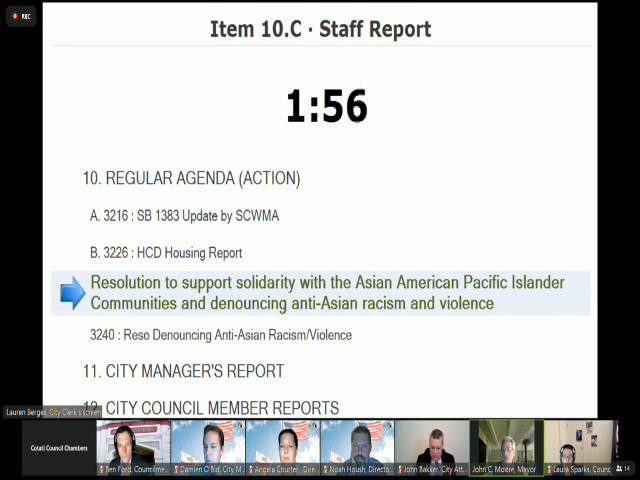 REC
Item 10.C · Staff Report
1:56
10. REGULAR AGENDA (ACTION)
A. 3216 : SB 1383 Update by SCWMA
B. 3226 : HCD Housing Report
Resolution to support solidarity with the Asian American Pacific Islander
Communities and denouncing anti-Asian racism and violence
3240 : Reso Denouncing Anti-Asian Racism/Violence
11. CITY MANAGER'S REPORT
12. CITY COUNCIL MEMBER REPORTS
Lauren Berges, City Clerk's screen
Cotati Council Chambers
Ben Ford, Councilme...
Damien O'Bid, City M...
Angela Courter, Dire...
Noah Housh, Directo...
John Bakker, City Att...
John C. Moore, Mayor
Laura Sparks, Counc...
14